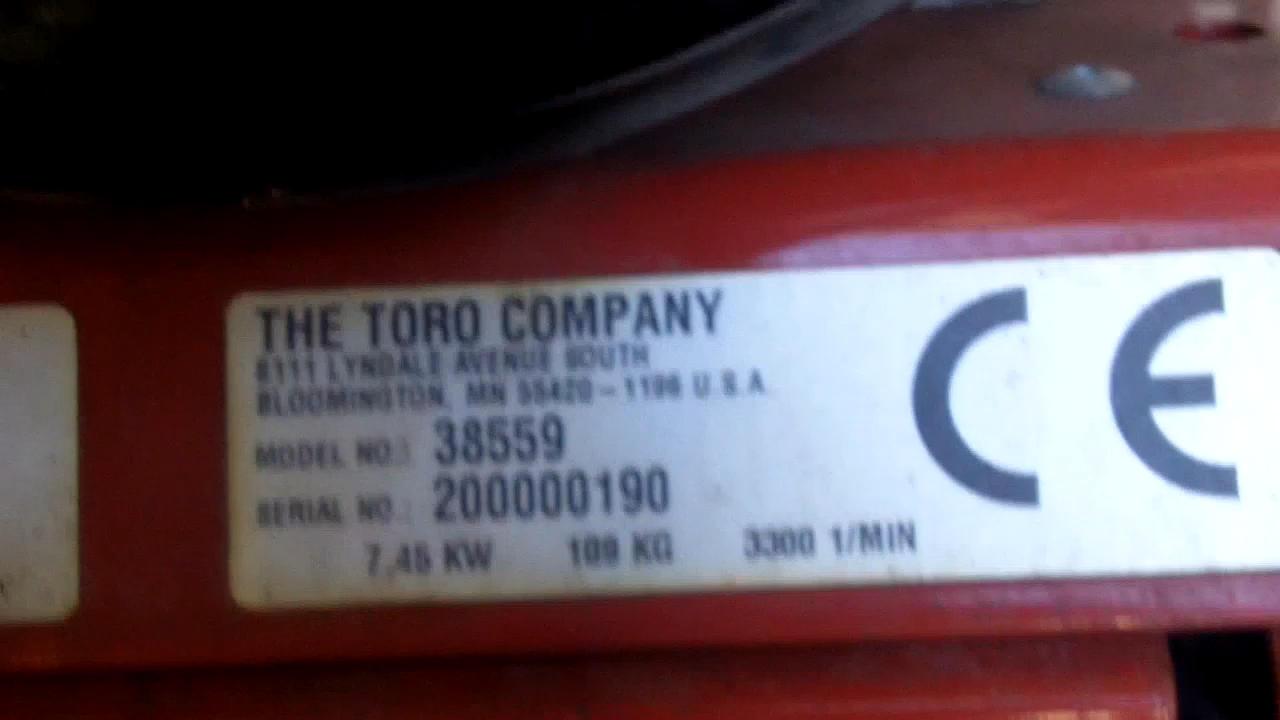 THE TORO COMPANY
8111 LYNDALE AVENUE SOUTH
BLOOMINGTON, MN 55420-1196 U.S.A.
MODEL NO.: 38559
SERIAL NO.: 200000190
7,45 KW 109 KG 3300 1/MIN
CE